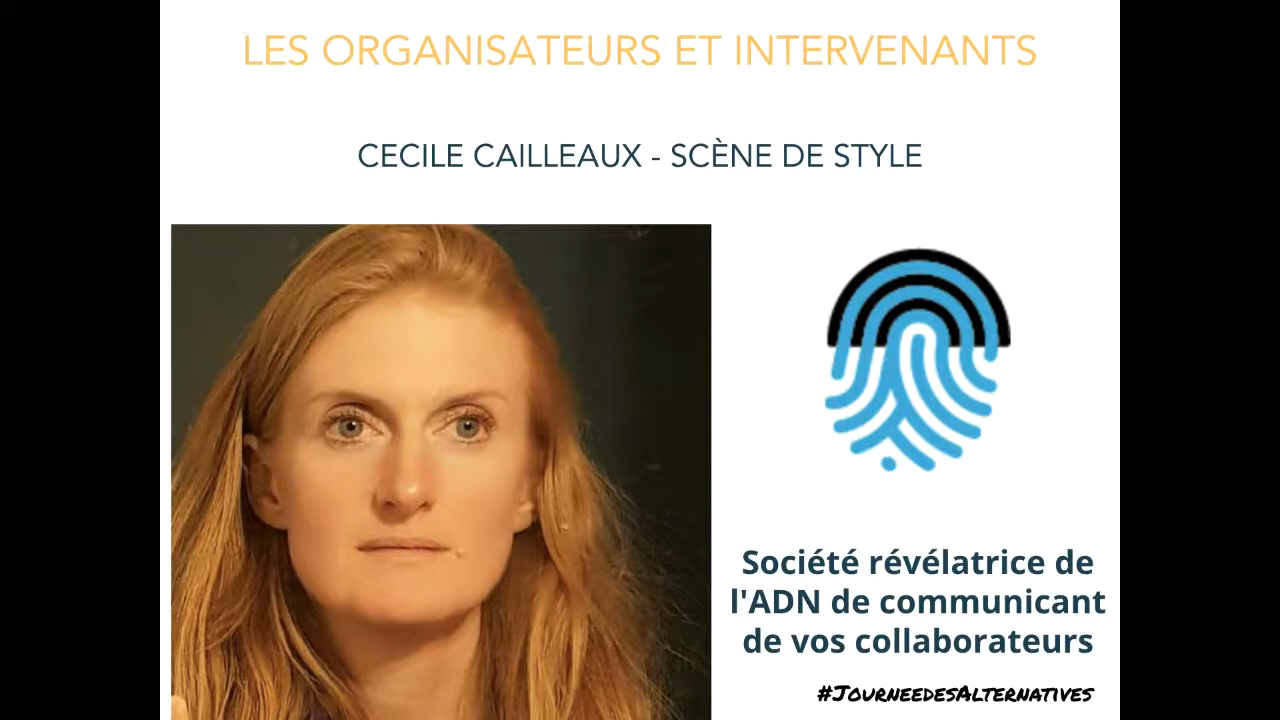 LES ORGANISATEURS ET INTERVENANTS
CECILE CAILLEAUX - SCÈNE DE STYLE
Société révélatrice de
l'ADN de communicant
de vos collaborateurs
#JourneedesAlternatives